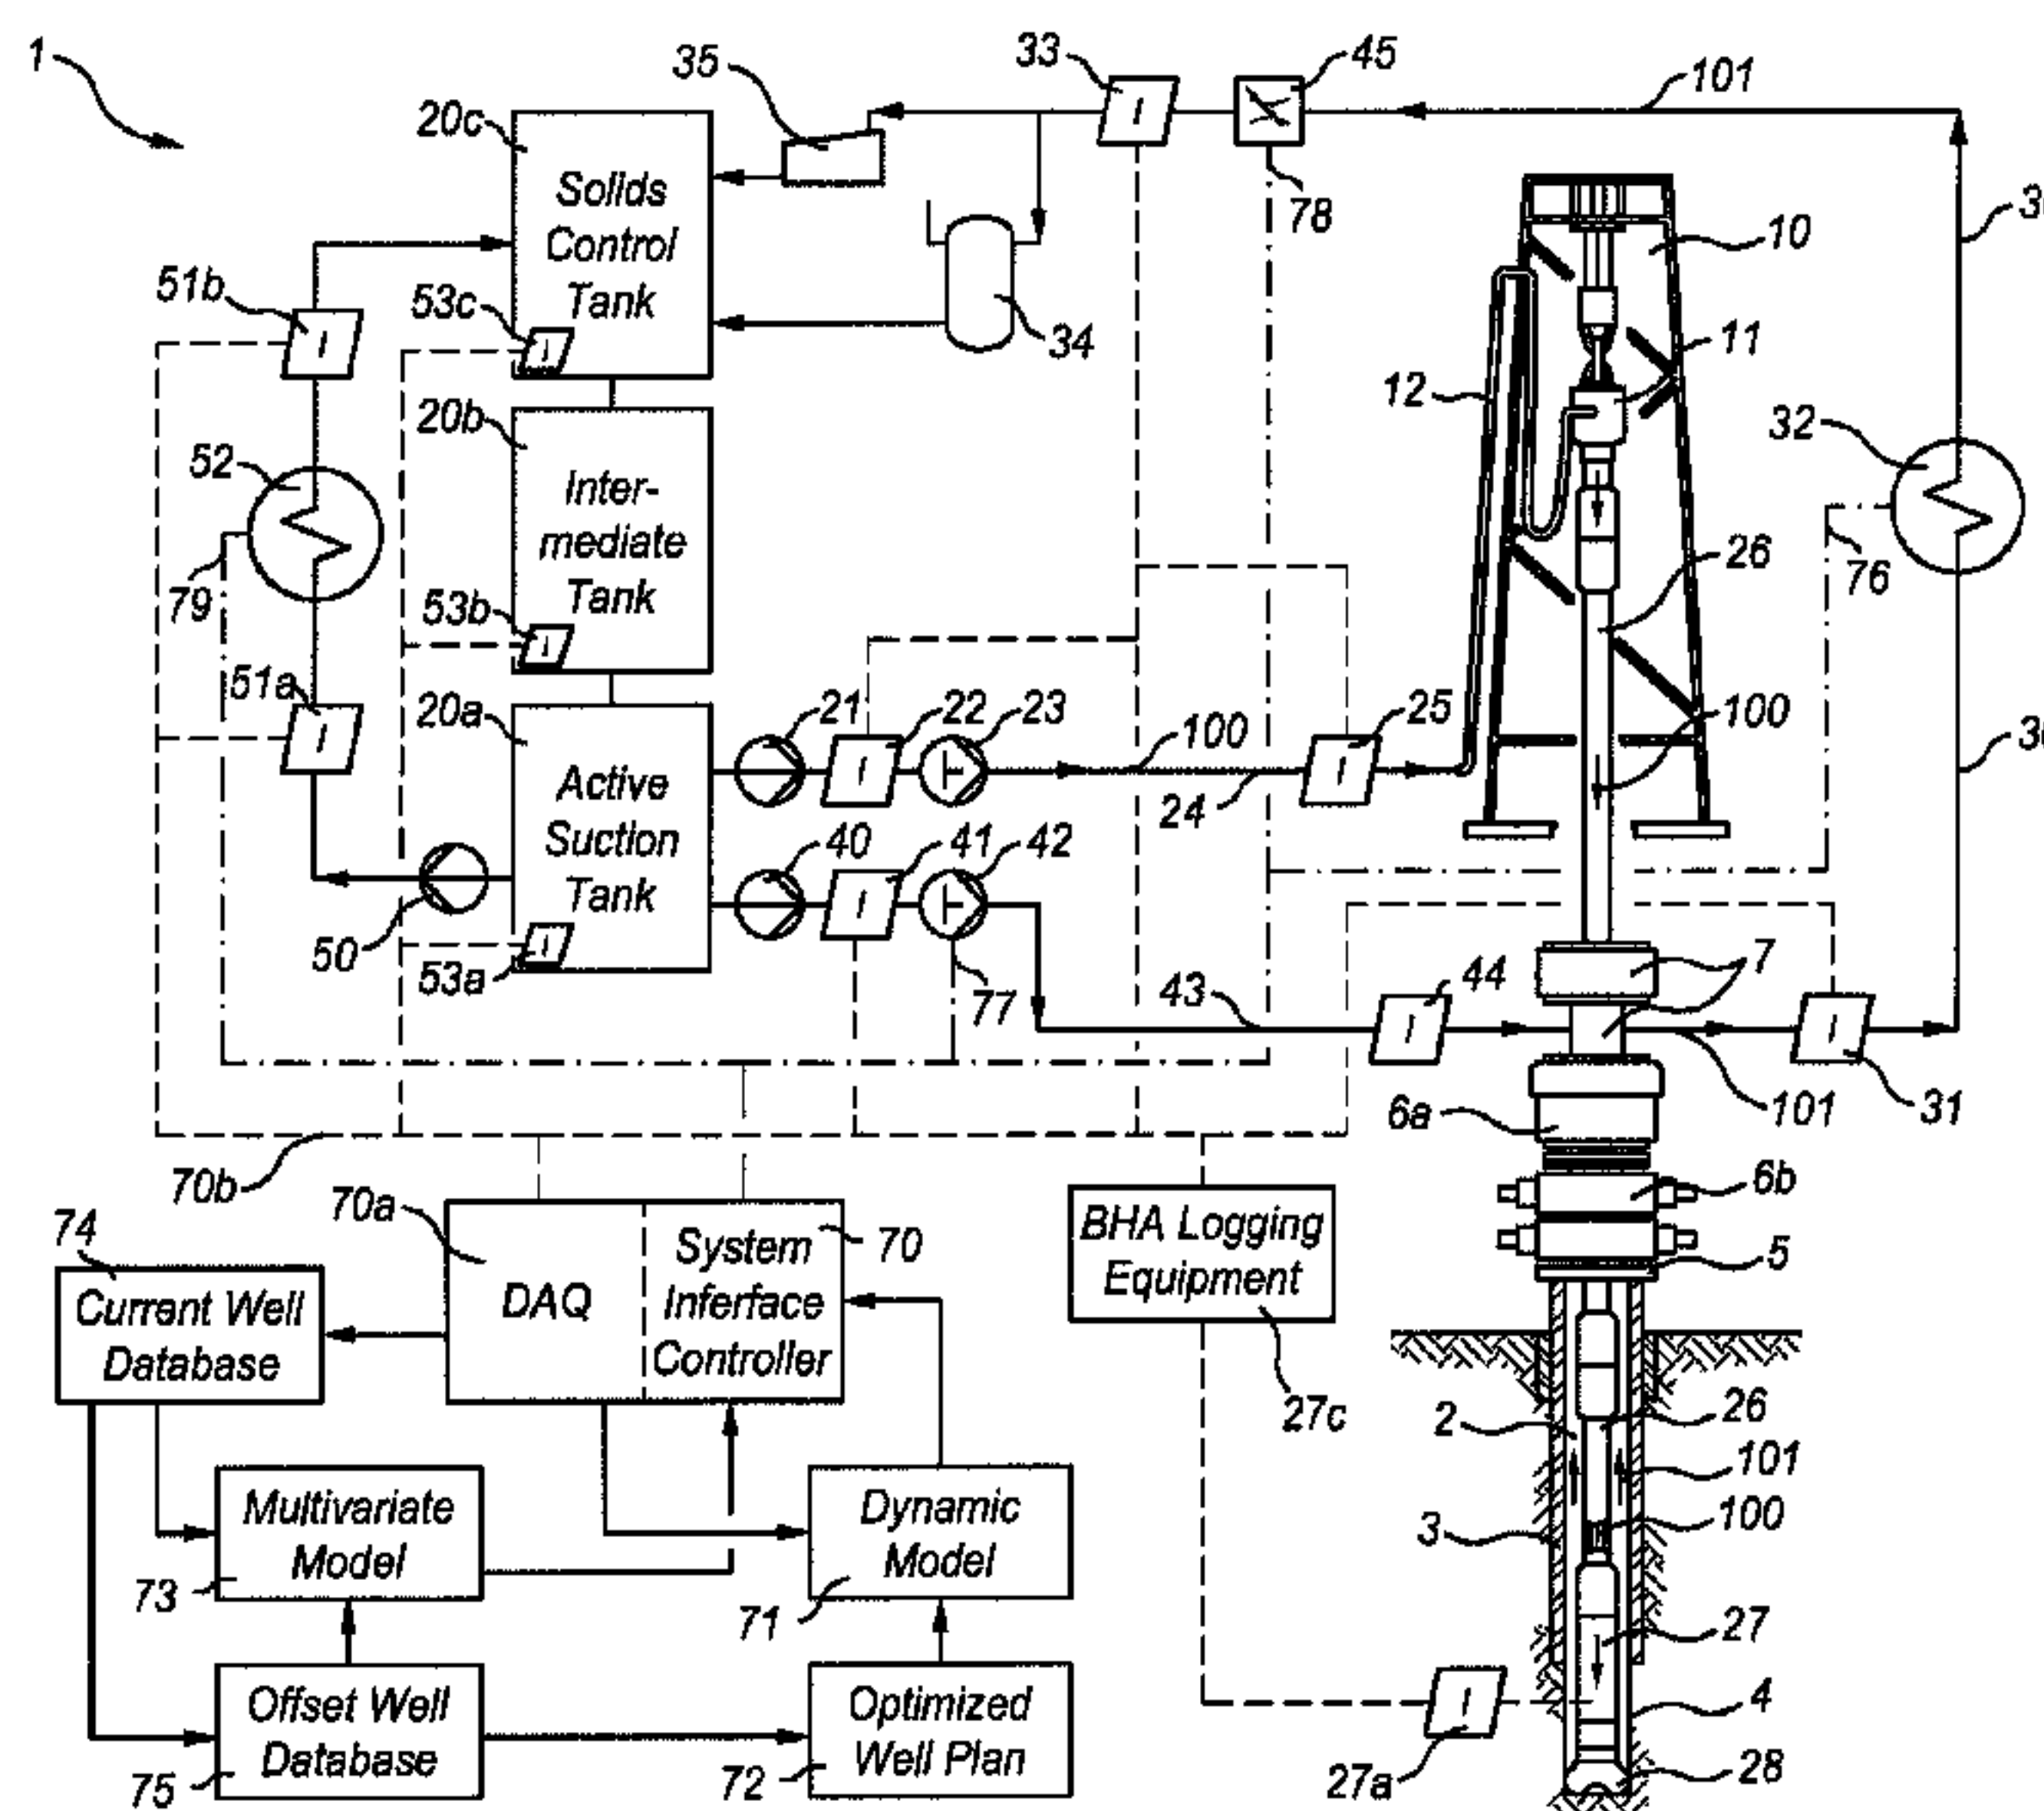 1
35
33
45
101
20c
Solids
Control
Tank
78
10
51b
53c
34
11
12
20b
Inter-
mediate
Tank
32
52
26
76
79
53b
51a
20a
21
22
23
100
25
100
24
Active
Suction
Tank
40
41
42
50
53a
77
43
44
7
6a
101
31
70b
70a
6b
74
DAQ
System
Inferface
Controller
70
BHA Logging
Equipment
5
Current Well
Database
27c
2
26
101
Multivariate
Model
Dynamic
Model
3
100
73
71
27
Offset Well
Database
Optimized
Well Plan
4
75
72
27a
28